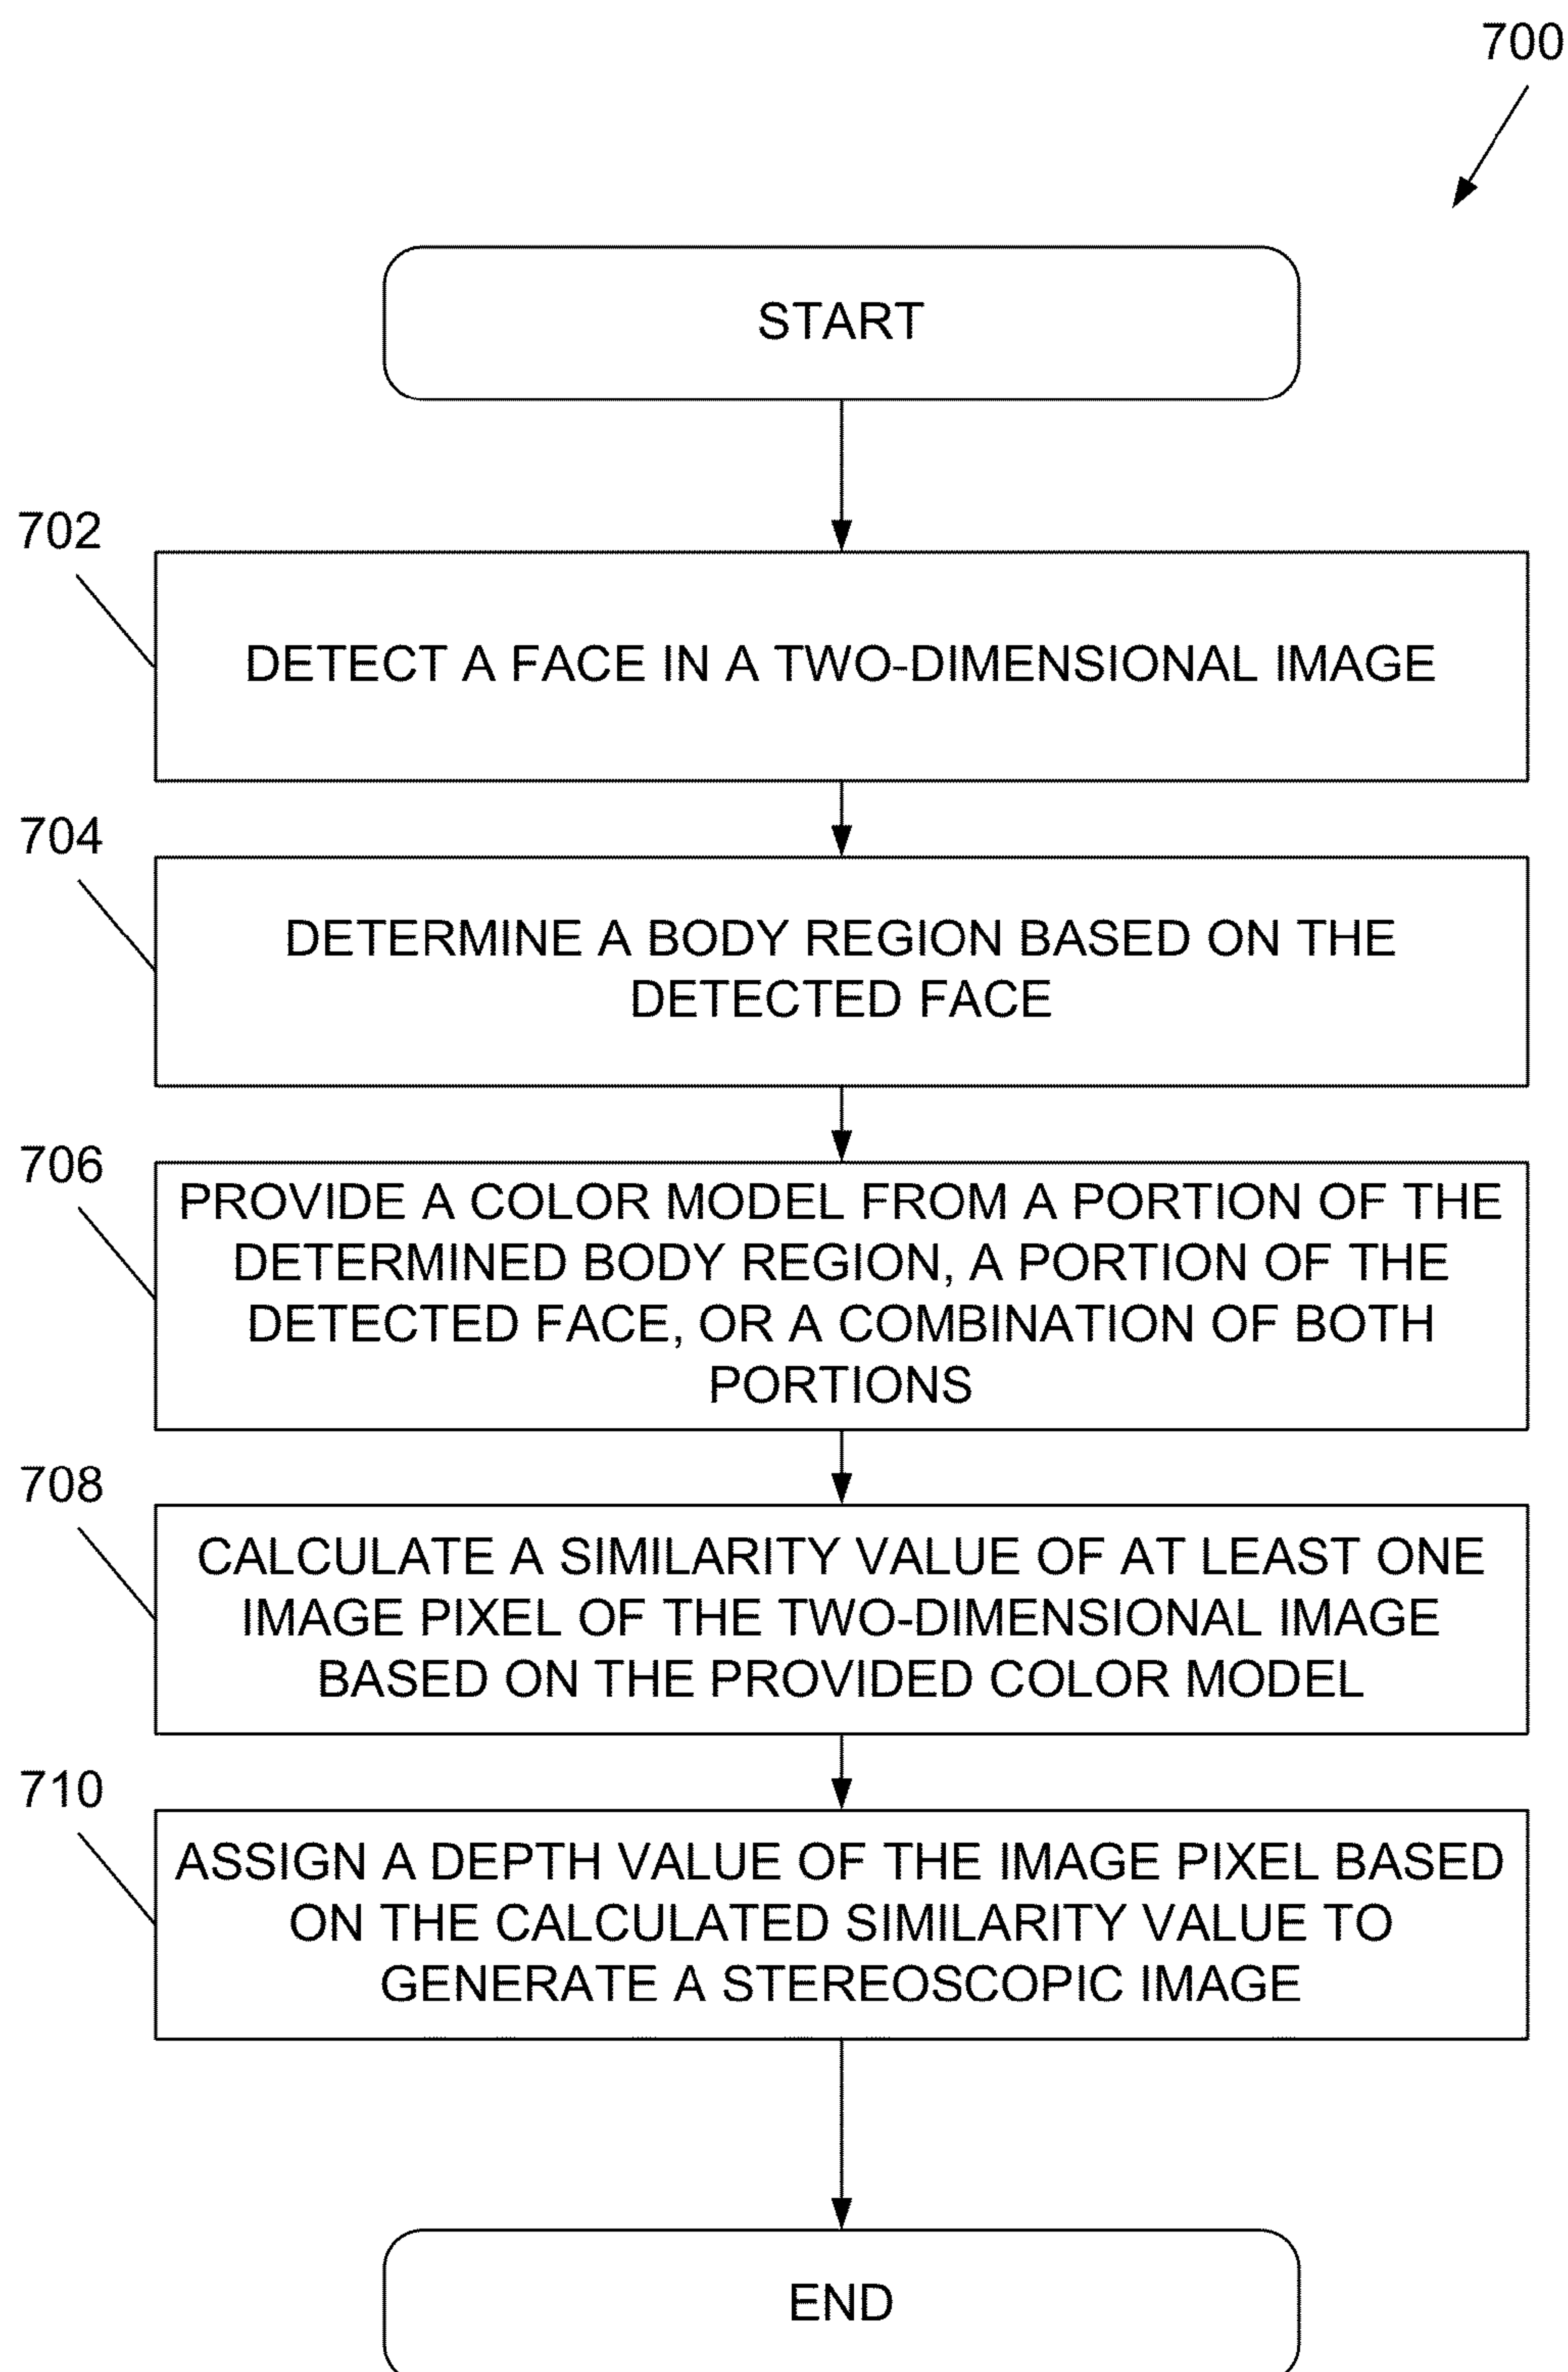 700
START
702
DETECT A FACE IN A TWO-DIMENSIONAL IMAGE
704
DETERMINE A BODY REGION BASED ON THE
DETECTED FACE
706
PROVIDE A COLOR MODEL FROM A PORTION OF THE
DETERMINED BODY REGION, A PORTION OF THE
DETECTED FACE, OR A COMBINATION OF BOTH
PORTIONS
708
CALCULATE A SIMILARITY VALUE OF AT LEAST ONE
IMAGE PIXEL OF THE TWO-DIMENSIONAL IMAGE
BASED ON THE PROVIDED COLOR MODEL
710
ASSIGN A DEPTH VALUE OF THE IMAGE PIXEL BASED
ON THE CALCULATED SIMILARITY VALUE TO
GENERATE A STEREOSCOPIC IMAGE
END